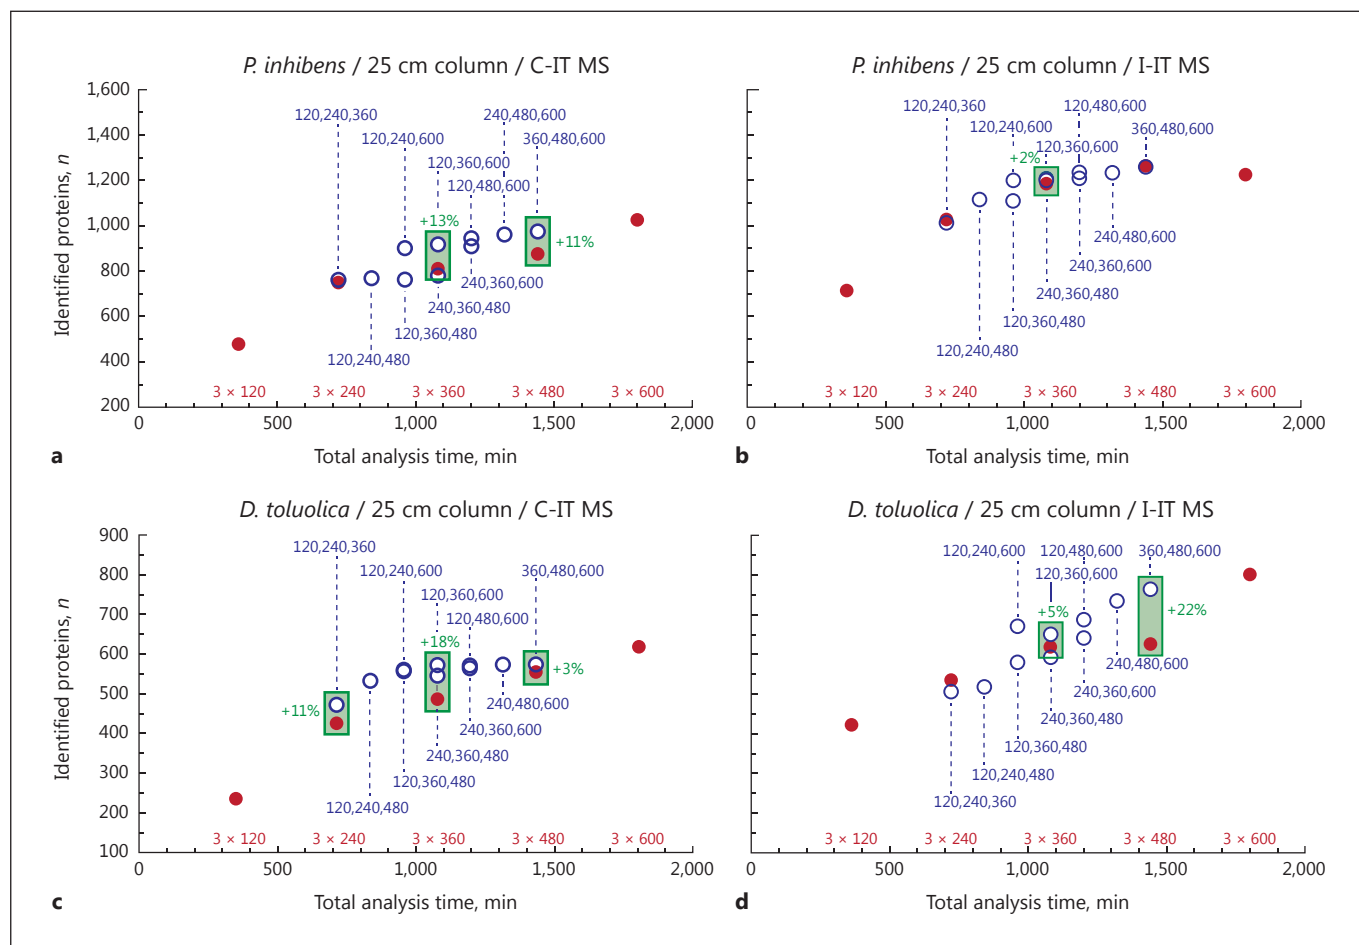 P. inhibens / 25 cm column / C-IT MS
1,600
1,400
1,200
1,000
800
600
400
200
Identified proteins, n
120,240,360
240,480,600
120,240,600
360,480,600
120,360,600
120,480,600
+13%
+11%
240,360,600
240,360,480
120,360,480
120,240,480
3 × 120 3 × 240 3 × 360 3 × 480 3 × 600
0 500 1,000 1,500 2,000
a
Total analysis time, min
P. inhibens / 25 cm column / I-IT MS
120,240,360
120,480,600
120,240,600
360,480,600
120,360,600
+2%
240,480,600
240,360,600
240,360,480
120,360,480
120,240,480
3 × 120 3 × 240 3 × 360 3 × 480 3 × 600
0 500 1,000 1,500 2,000
b
Total analysis time, min
D. toluolica / 25 cm column / C-IT MS
900
800
700
600
500
400
300
200
100
Identified proteins, n
120,240,360
120,240,600
360,480,600
120,360,600
120,480,600
+18%
+3%
+11%
240,480,600
240,360,600
240,360,480
120,360,480
120,240,480
3 × 120 3 × 240 3 × 360 3 × 480 3 × 600
0 500 1,000 1,500 2,000
c
Total analysis time, min
D. toluolica / 25 cm column / I-IT MS
120,240,600
120,480,600
360,480,600
120,360,600
+5%
+22%
240,480,600
240,360,600
240,360,480
120,360,480
120,240,480
120,240,360
3 × 120 3 × 240 3 × 360 3 × 480 3 × 600
0 500 1,000 1,500 2,000
d
Total analysis time, min